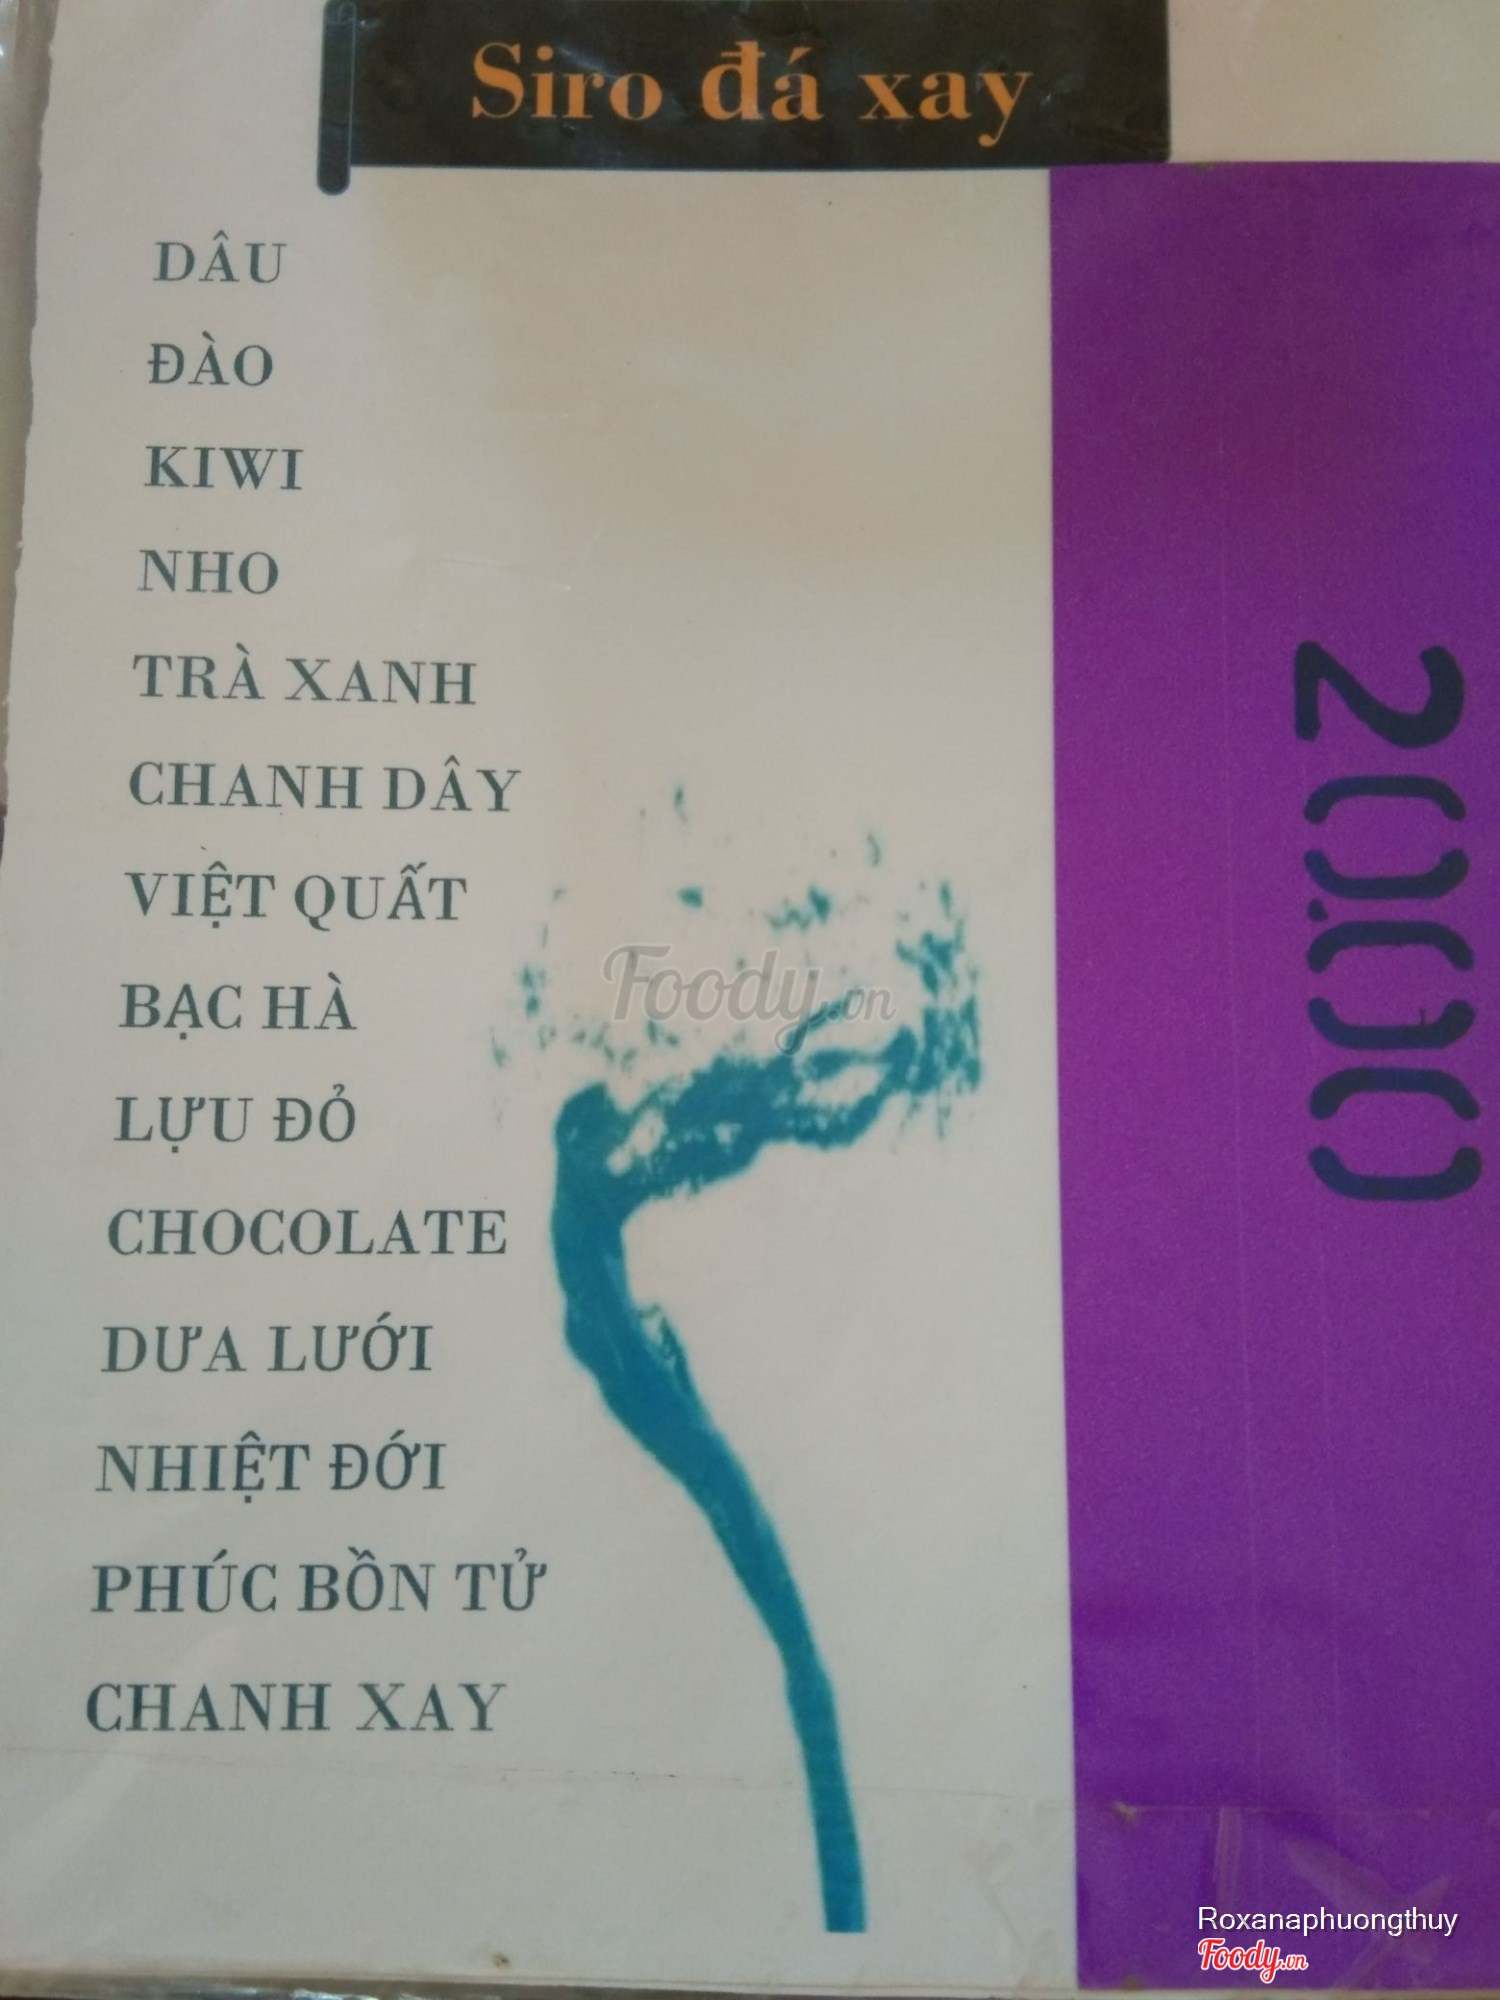 Siro đá xay
DÂU
ĐÀO
KIWI
NHO
TRÀ XANH
CHANH DÂY
VIỆT QUẤT
BẠC HÀ
LỰU ĐỎ
CHOCOLATE
DƯA LƯỚI
NHIỆT ĐỚI
PHÚC BỒN TỬ
CHANH XAY
20.000
Foody.vn
Roxanaphuongthuy
Foody.vn